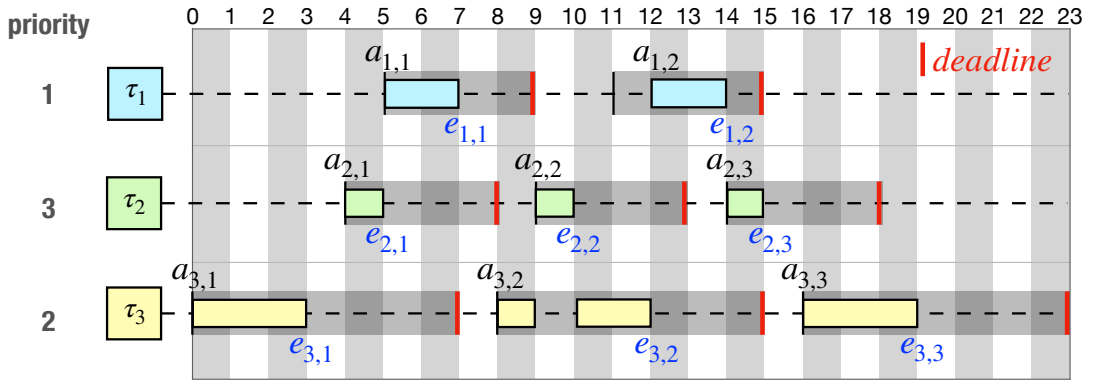 priority
0 1 2 3 4 5 6 7 8 9 10 11 12 13 14 15 16 17 18 19 20 21 22 23
a1,1 a1,2 deadline
1 τ1
e1,1 e1,2
a2,1 a2,2 a2,3
3 τ2
e2,1 e2,2 e2,3
a3,1 a3,2 a3,3
2 τ3
e3,1 e3,2 e3,3